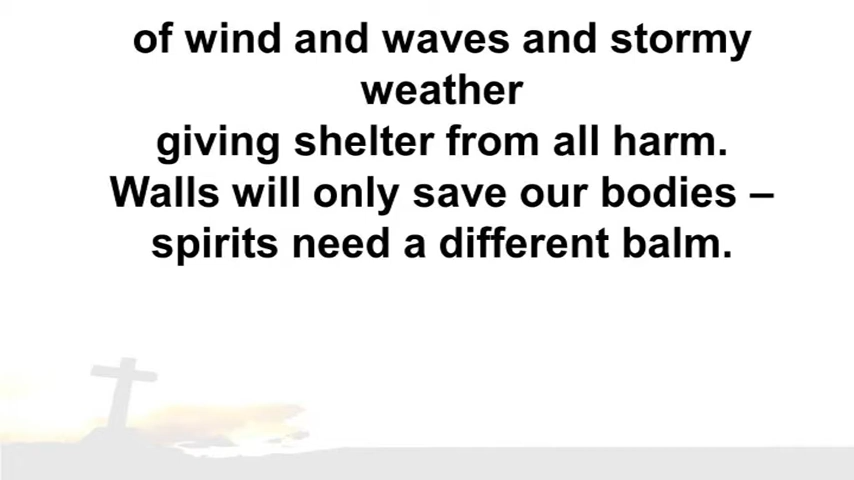 of wind and waves and stormy
weather
giving shelter from all harm.
Walls will only save our bodies –
spirits need a different balm.